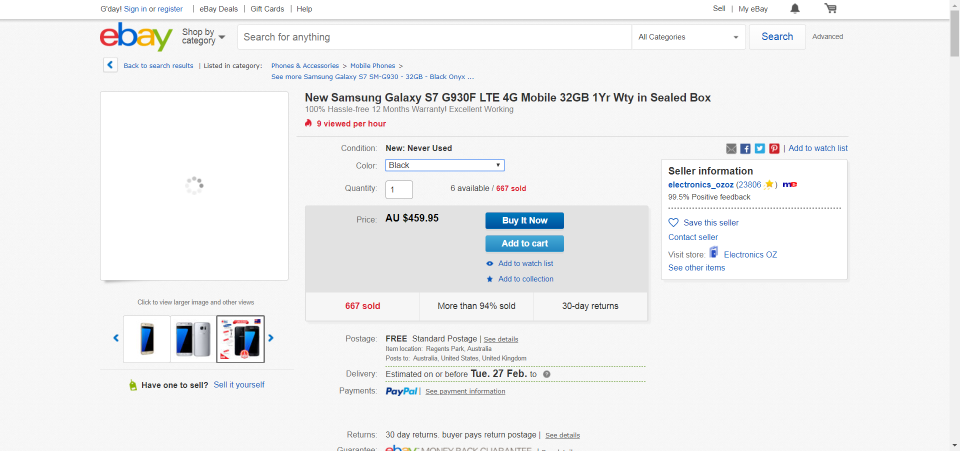 G'day! Sign in or register | eBay Deals | Gift Cards | Help Sell | My eBay
ebay Shop by category Search for anything All Categories Search Advanced
Back to search results | Listed in category: Phones & Accessories > Mobile Phones >
See more Samsung Galaxy S7 SM-G930 - 32GB - Black Onyx ...
New Samsung Galaxy S7 G930F LTE 4G Mobile 32GB 1Yr Wty in Sealed Box
100% Hassle-free 12 Months Warranty! Excellent Working
9 viewed per hour
Condition: New: Never Used
Color: Black
Quantity: 1 6 available / 667 sold
Price: AU $459.95 Buy It Now
Add to cart
Add to watch list
Add to collection
667 sold More than 94% sold 30-day returns
| Add to watch list
Seller information
electronics_ozoz (23806 ) me
99.5% Positive feedback
Save this seller
Contact seller
Visit store: Electronics OZ
See other items
Click to view larger image and other views
Have one to sell? Sell it yourself
Postage: FREE Standard Postage | See details
Item location: Regents Park, Australia
Posts to: Australia, United States, United Kingdom
Delivery: Estimated on or before Tue. 27 Feb. to ?
Payments: PayPal | See payment information
Returns: 30 day returns. buyer pays return postage | See details
Guarantee: ebay MONEY BACK GUARANTEE | See details